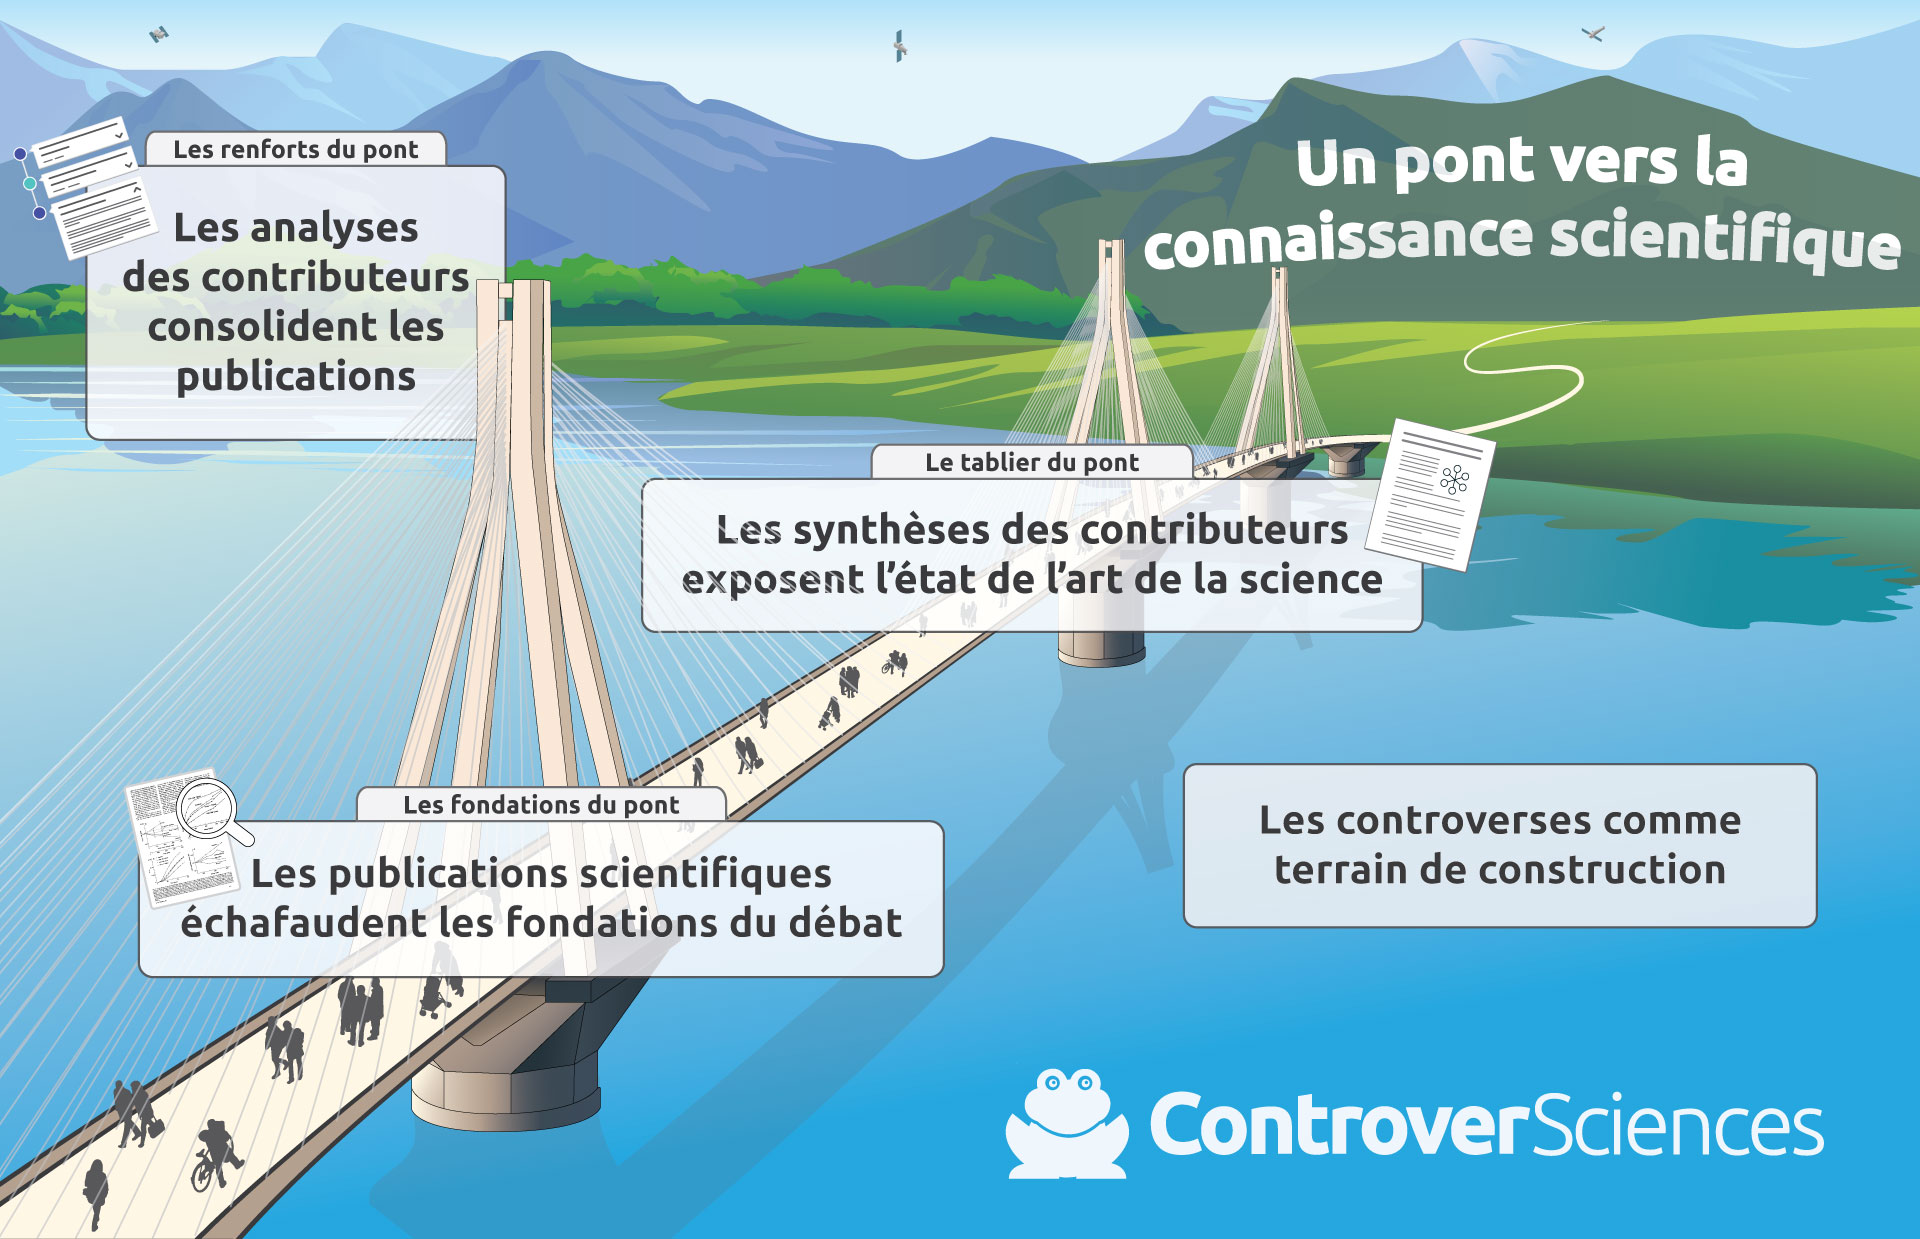 Un pont vers la
connaissance scientifique
Les renforts du pont
Les analyses
des contributeurs
consolident les
publications
Le tablier du pont
Les synthèses des contributeurs
exposent l’état de l’art de la science
Les fondations du pont
Les publications scientifiques
échafaudent les fondations du débat
Les controverses comme
terrain de construction
ControverSciences